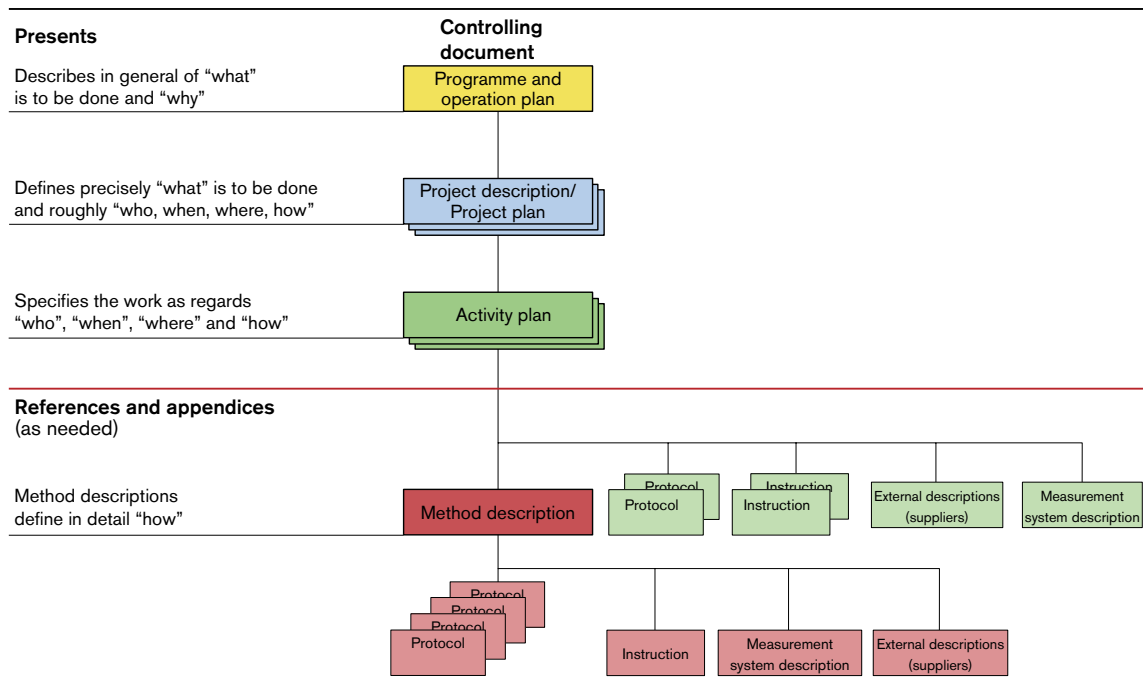 Presents
Controlling
document
Describes in general of “what”
is to be done and “why”
Programme and
operation plan
Defines precisely “what” is to be done
and roughly “who, when, where, how”
Project description/
Project plan
Specifies the work as regards
“who”, “when”, “where” and “how”
Activity plan
References and appendices
(as needed)
Method descriptions
define in detail “how”
Method description
Protocol
Protocol
Instruction
Instruction
External descriptions
(suppliers)
Measurement
system description
Protocol
Protocol
Protocol
Protocol
Instruction
Measurement
system description
External descriptions
(suppliers)